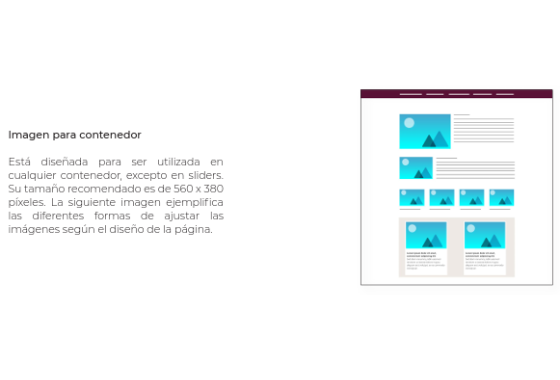 Imagen para contenedor
Está diseñada para ser utilizada en
cualquier contenedor, excepto en sliders.
Su tamaño recomendado es de 560 x 380
píxeles. La siguiente imagen ejemplifica
las diferentes formas de ajustar las
imágenes según el diseño de la página.